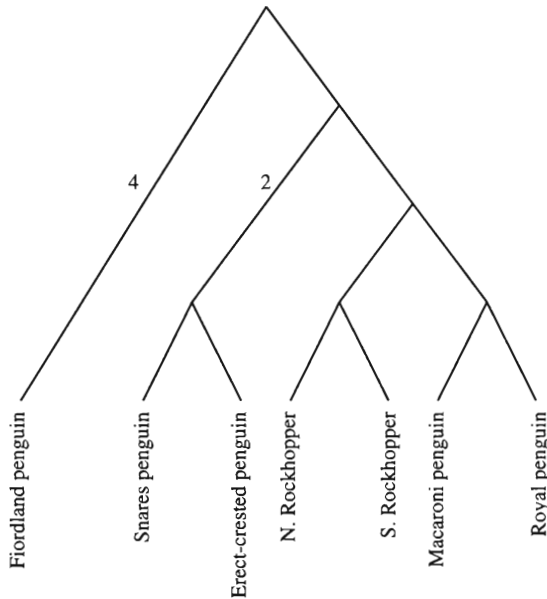 4
2
Fiordland penguin
Snares penguin
Erect-crested penguin
N. Rockhopper
S. Rockhopper
Macaroni penguin
Royal penguin